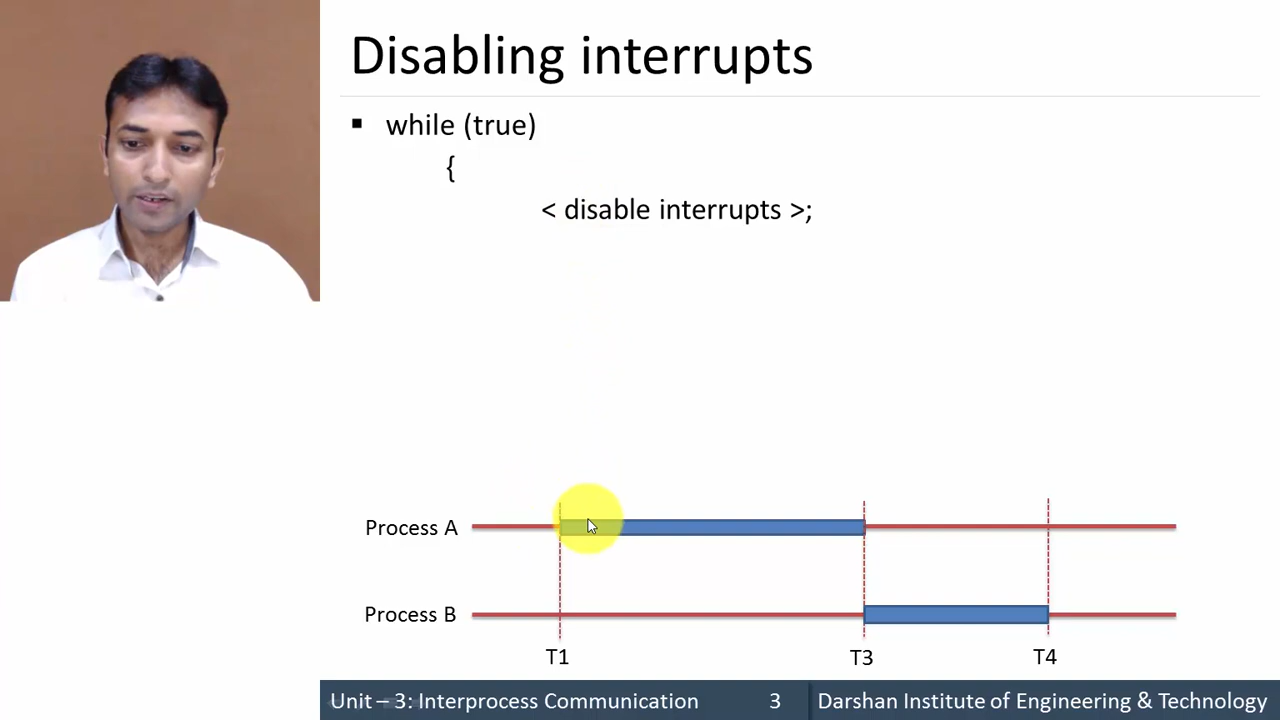 Disabling interrupts
▪ while (true)
{
< disable interrupts >;
Process A
Process B
T1 T3 T4
Unit – 3: Interprocess Communication 3 Darshan Institute of Engineering & Technology